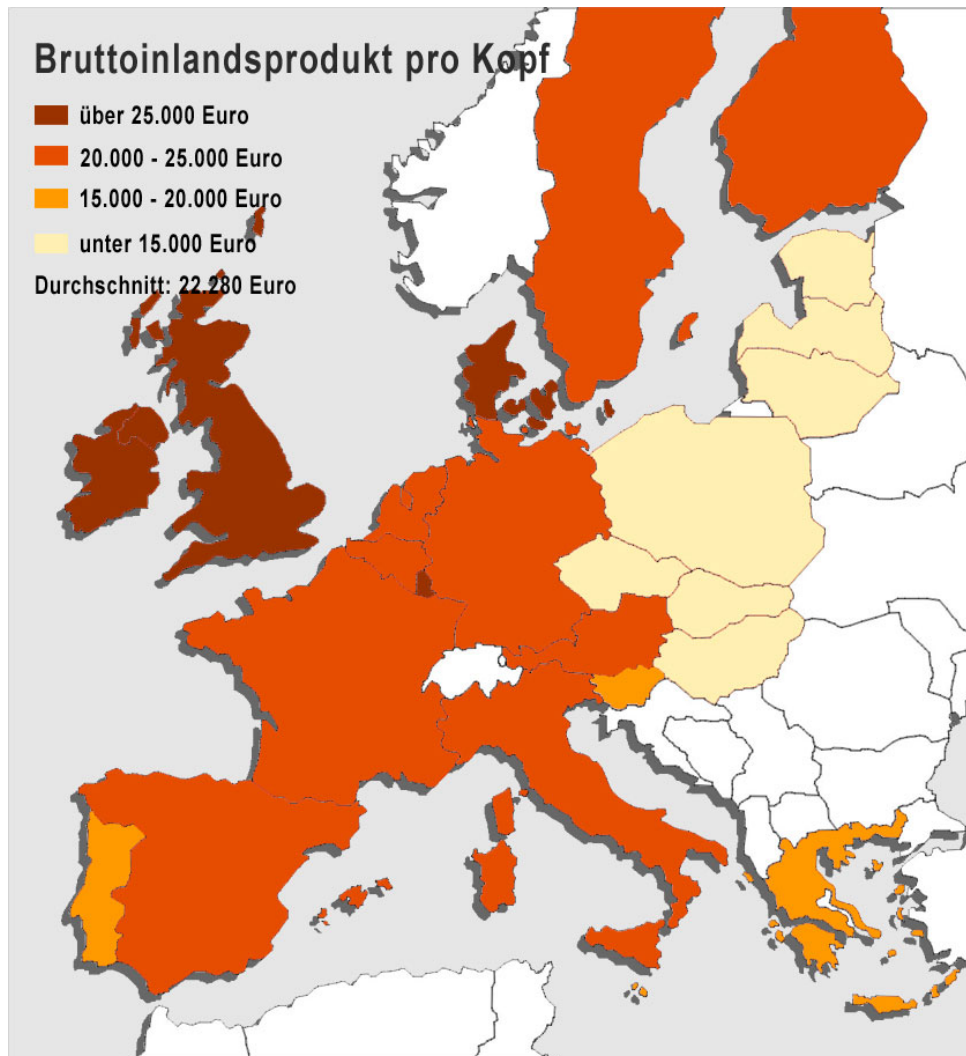 Bruttoinlandsprodukt pro Kopf
über 25.000 Euro
20.000 - 25.000 Euro
15.000 - 20.000 Euro
unter 15.000 Euro
Durchschnitt: 22.280 Euro